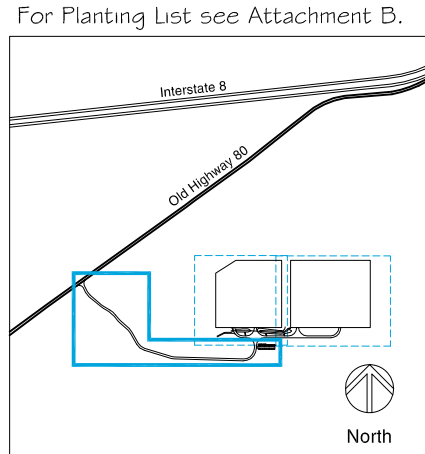 For Planting List see Attachment B.
Interstate 8
Old Highway 80
North